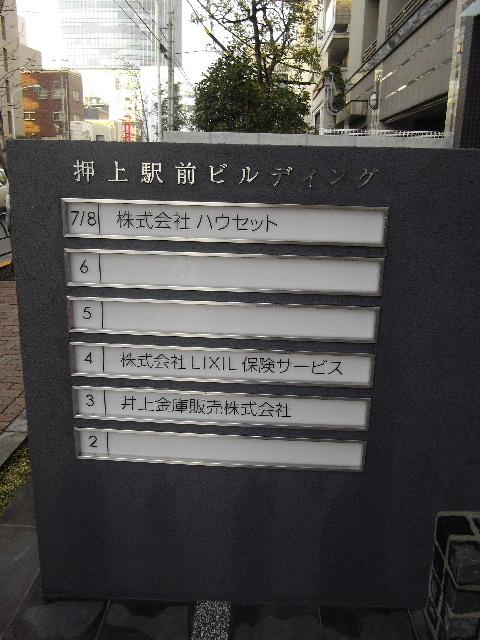 押上駅前ビルディング
7/8 株式会社 ハウセット
6
5
4 株式会社 LIXIL 保険サービス
3 井上金庫販売株式会社
2